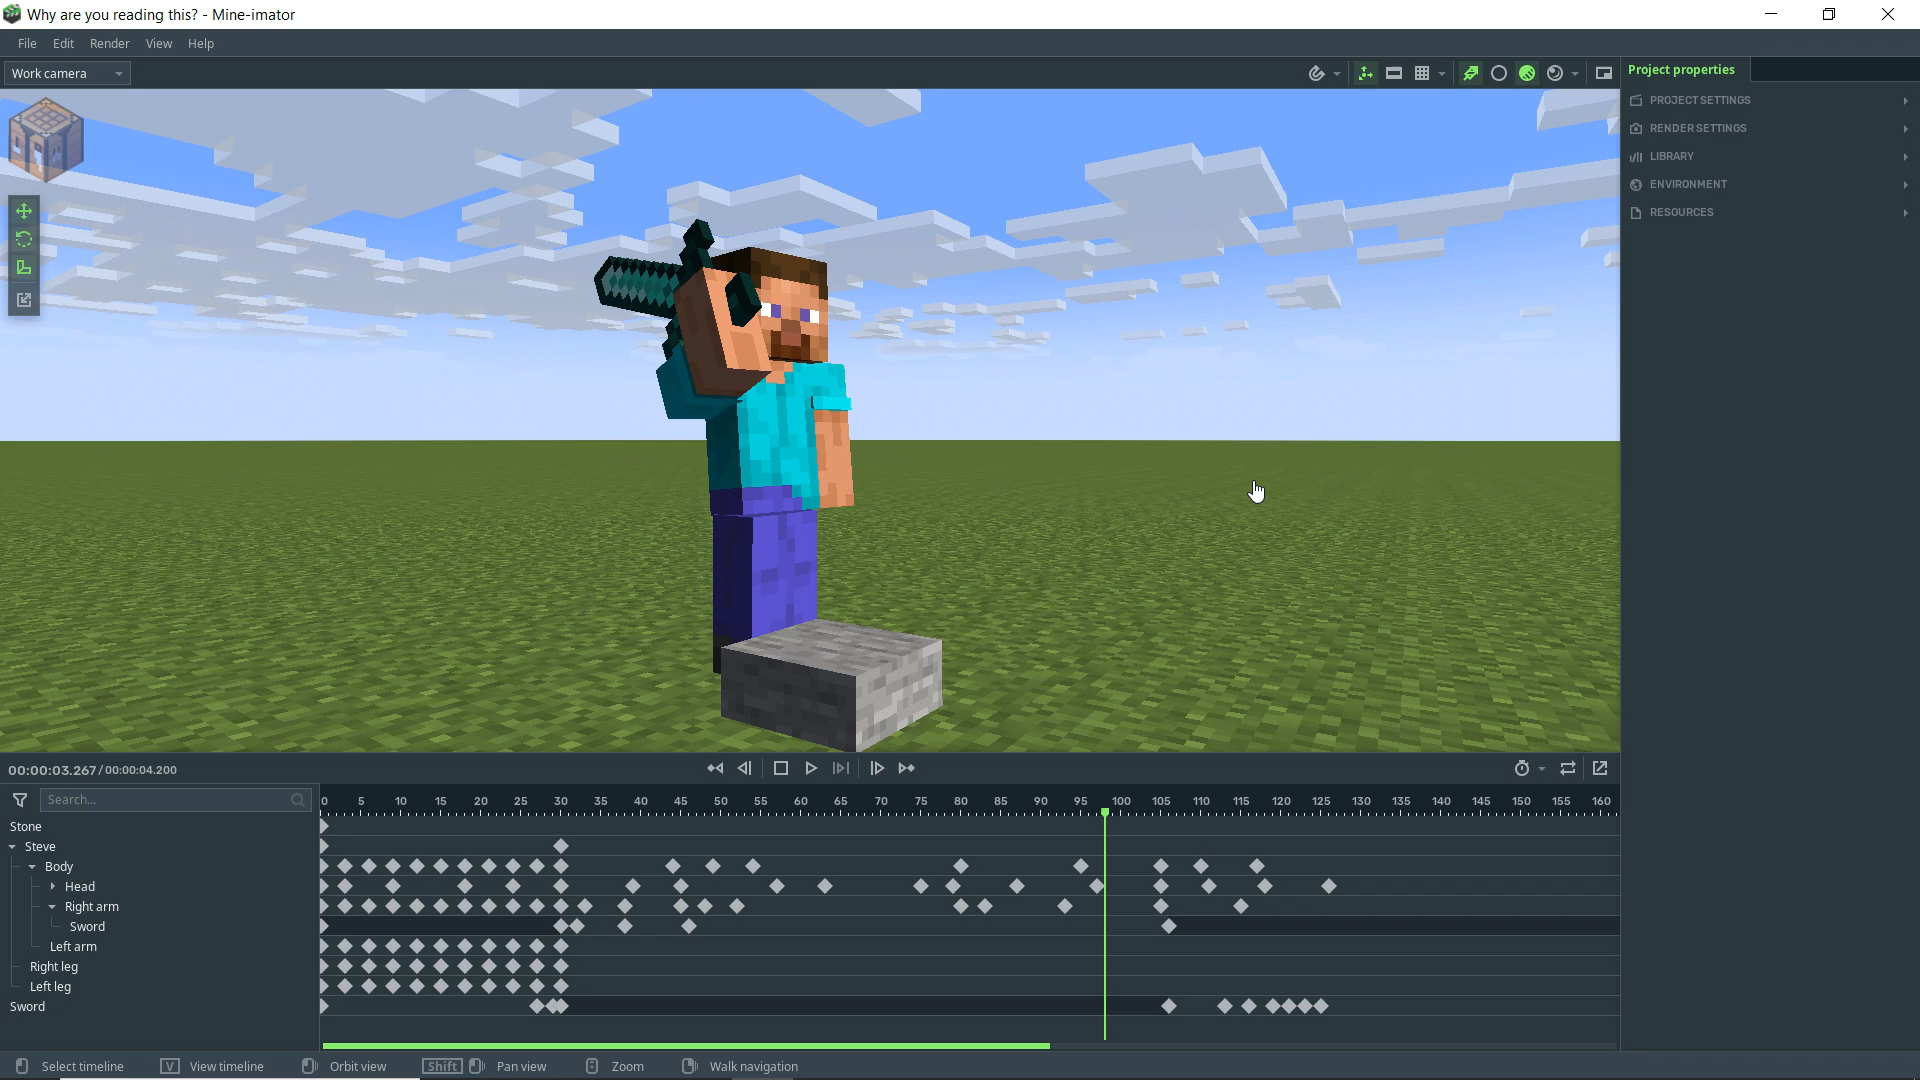 Why are you reading this? - Mine-imator
File Edit Render View Help
Work camera
Project properties
PROJECT SETTINGS
RENDER SETTINGS
LIBRARY
ENVIRONMENT
RESOURCES
00:00:03.267 / 00:00:04.200
Search...
0 5 10 15 20 25 30 35 40 45 50 55 60 65 70 75 80 85 90 95 100 105 110 115 120 125 130 135 140 145 150 155 160
Stone
Steve
Body
Head
Right arm
Sword
Left arm
Right leg
Left leg
Sword
Select timeline V View timeline Orbit view Shift Pan view Zoom Walk navigation